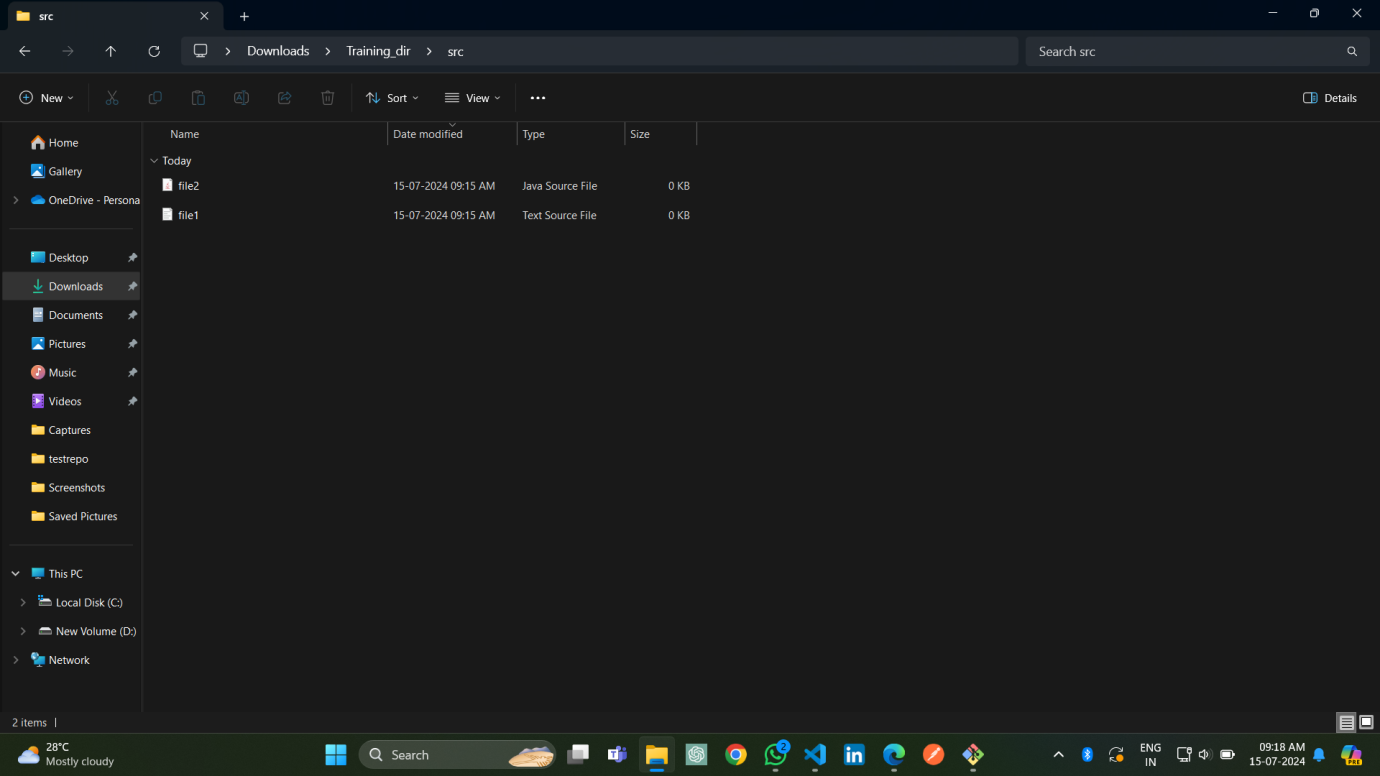 src
Downloads > Training_dir > src
Search src
New
Sort
View
Details
Home
Gallery
OneDrive - Persona
Desktop
Downloads
Documents
Pictures
Music
Videos
Captures
testrepo
Screenshots
Saved Pictures
This PC
Local Disk (C:)
New Volume (D:)
Network
Name Date modified Type Size
Today
file2 15-07-2024 09:15 AM Java Source File 0 KB
file1 15-07-2024 09:15 AM Text Source File 0 KB
2 items
28°C
Mostly cloudy
Search
2
ENG
IN
09:18 AM
15-07-2024
PRE